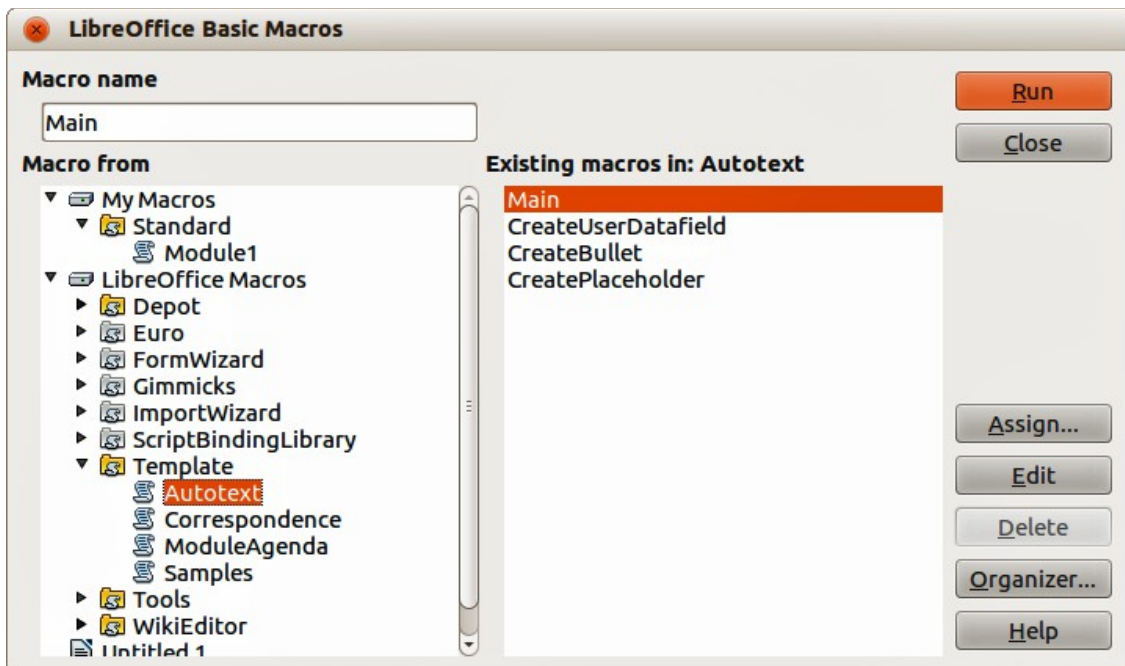 LibreOffice Basic Macros
Macro name
Main
Run
Close
Macro from
My Macros
Standard
Module1
LibreOffice Macros
Depot
Euro
FormWizard
Gimmicks
ImportWizard
ScriptBindingLibrary
Template
Autotext
Correspondence
ModuleAgenda
Samples
Tools
WikiEditor
Untitled 1
Existing macros in: Autotext
Main
CreateUserDatafield
CreateBullet
CreatePlaceholder
Assign...
Edit
Delete
Organizer...
Help